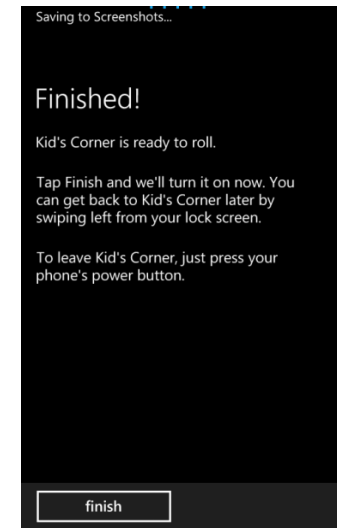 Saving to Screenshots...
Finished!
Kid's Corner is ready to roll.
Tap Finish and we'll turn it on now. You
can get back to Kid's Corner later by
swiping left from your lock screen.
To leave Kid's Corner, just press your
phone's power button.
finish